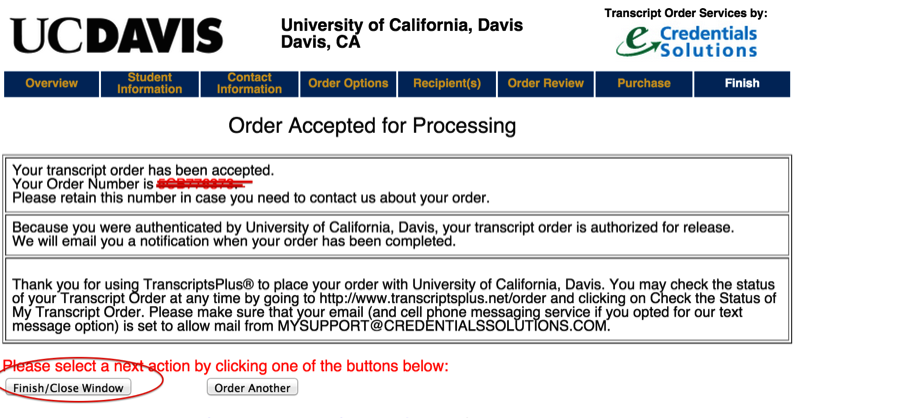 UCDAVIS
University of California, Davis
Davis, CA
Transcript Order Services by:
eCredentials
Solutions
Overview
Student
Information
Contact
Information
Order Options
Recipient(s)
Order Review
Purchase
Finish
Order Accepted for Processing
Your transcript order has been accepted.
Your Order Number is
Please retain this number in case you need to contact us about your order.
Because you were authenticated by University of California, Davis, your transcript order is authorized for release.
We will email you a notification when your order has been completed.
Thank you for using TranscriptsPlus® to place your order with University of California, Davis. You may check the status
of your Transcript Order at any time by going to http://www.transcriptsplus.net/order and clicking on Check the Status of
My Transcript Order. Please make sure that your email (and cell phone messaging service if you opted for our text
message option) is set to allow mail from MYSUPPORT@CREDENTIALSSOLUTIONS.COM.
Please select a next action by clicking one of the buttons below:
Finish/Close Window
Order Another